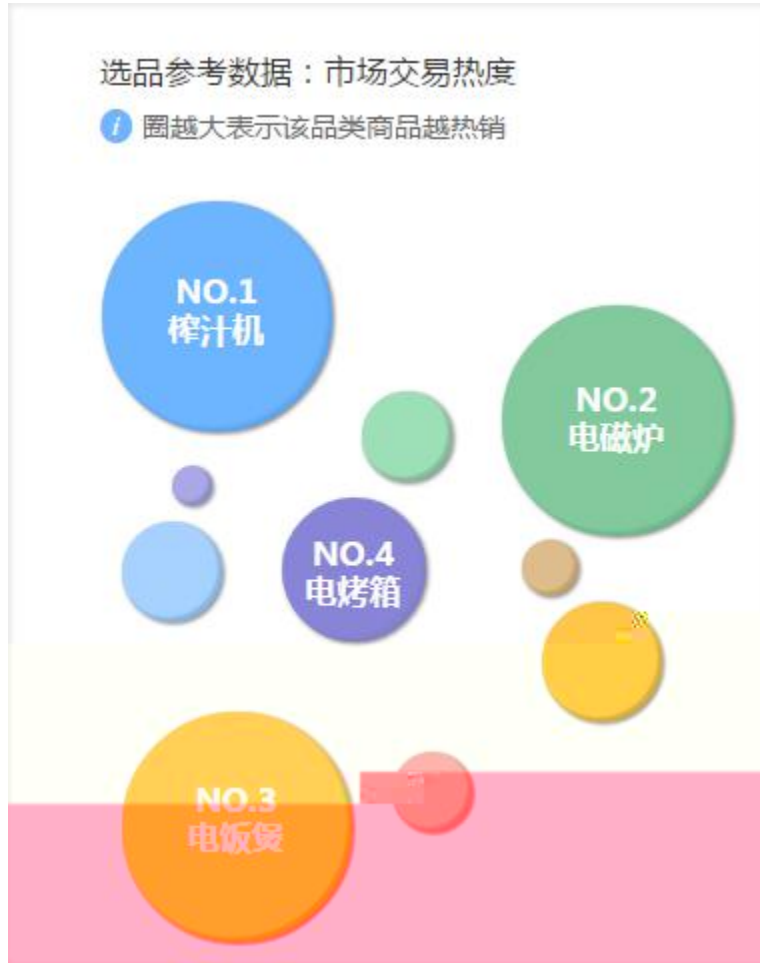 选品参考数据：市场交易热度
i 圈越大表示该品类商品越热销
NO.1
榨汁机
NO.2
电磁炉
NO.4
电烤箱
NO.3
电饭煲